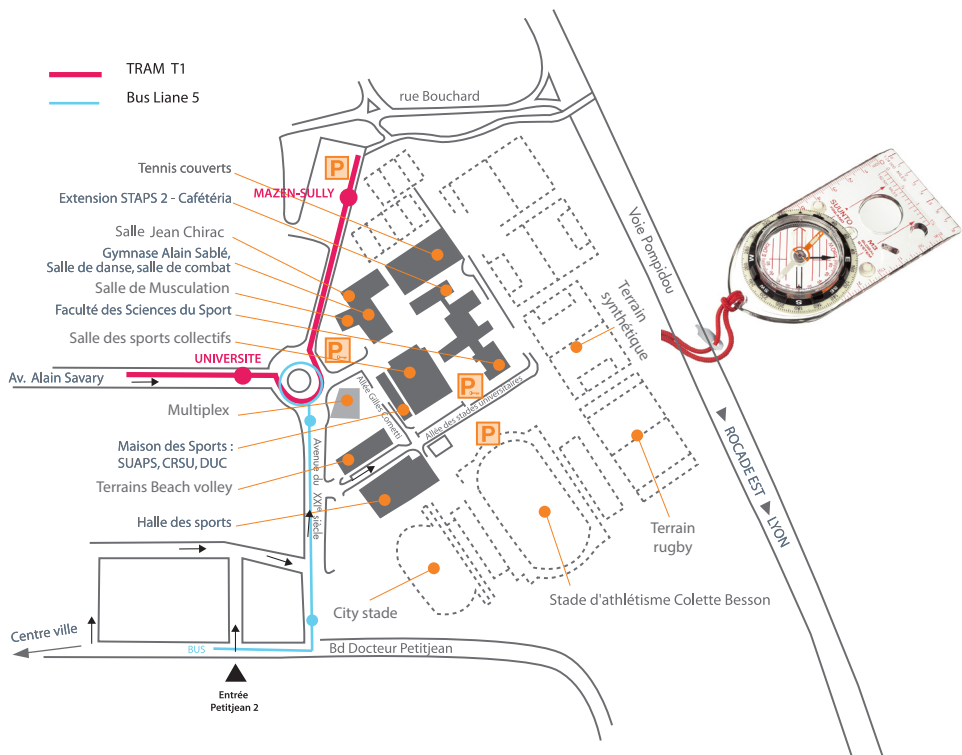 TRAM T1
Bus Liane 5
rue Bouchard
P
MAZEN-SULLY
Tennis couverts
Extension STAPS 2 - Cafétéria
Salle Jean Chirac
Gymnase Alain Sablé,
Salle de danse, salle de combat
Salle de Musculation
Faculté des Sciences du Sport
Salle des sports collectifs
UNIVERSITE
P
Av. Alain Savary
Multiplex
Maison des Sports :
SUAPS, CRSU, DUC
Terrains Beach volley
Halle des sports
Allée Gilles Cornetti
Allée des stades universitaires
P
P
Avenue du XXIe siècle
Terrain
synthétique
Voie Pompidou
ROCADE EST
LYON
Terrain
rugby
Stade d'athlétisme Colette Besson
City stade
Centre ville
BUS
Bd Docteur Petitjean
Entrée
Petitjean 2
SUUNTO